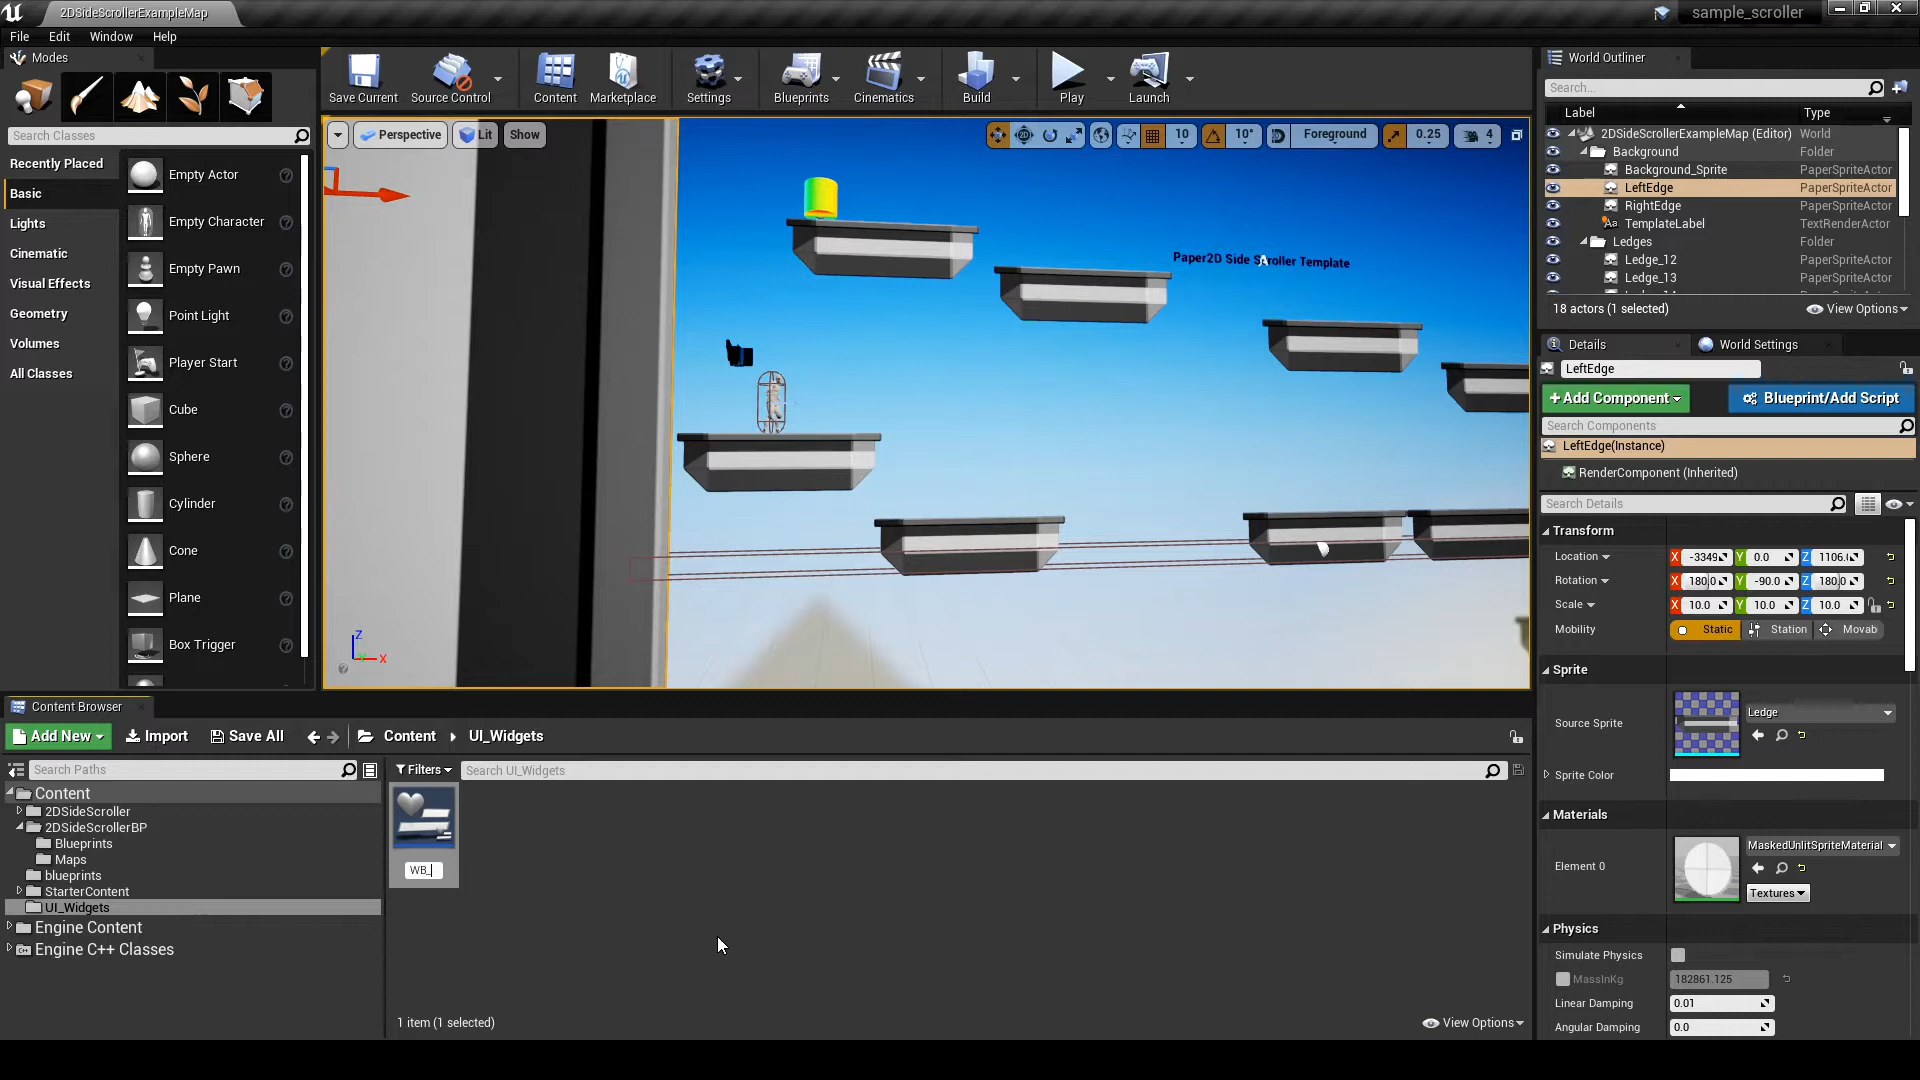 2DSideScrollerExampleMap
sample_scroller
File Edit Window Help
Modes
Search Classes
Recently Placed
Basic
Lights
Cinematic
Visual Effects
Geometry
Volumes
All Classes
Empty Actor
Empty Character
Empty Pawn
Point Light
Player Start
Cube
Sphere
Cylinder
Cone
Plane
Box Trigger
Save Current
Source Control
Content
Marketplace
Settings
Blueprints
Cinematics
Build
Play
Launch
Perspective
Lit
Show
10
10°
Foreground
0.25
4
Paper2D Side Scroller Template
Z
X
World Outliner
Search...
Label Type
2DSideScrollerExampleMap (Editor) World
Background Folder
Background_Sprite PaperSpriteActor
LeftEdge PaperSpriteActor
RightEdge PaperSpriteActor
TemplateLabel TextRenderActor
Ledges Folder
Ledge_12 PaperSpriteActor
Ledge_13 PaperSpriteActor
18 actors (1 selected)
View Options
Details
World Settings
LeftEdge
Add Component
Blueprint/Add Script
Search Components
LeftEdge(Instance)
RenderComponent (Inherited)
Search Details
Transform
Location X -3349 Y 0.0 Z 1106.
Rotation X 180.0 Y -90.0 Z 180.0
Scale X 10.0 Y 10.0 Z 10.0
Mobility Static Station Movab
Sprite
Source Sprite
Ledge
Sprite Color
Materials
Element 0
MaskedUnlitSpriteMaterial
Textures
Physics
Simulate Physics
MassInKg 182861.125
Linear Damping 0.01
Angular Damping 0.0
Content Browser
Add New
Import
Save All
Content
UI_Widgets
Search Paths
Filters
Search UI_Widgets
Content
2DSideScroller
2DSideScrollerBP
Blueprints
Maps
blueprints
StarterContent
UI_Widgets
Engine Content
Engine C++ Classes
WB_
1 item (1 selected)
View Options